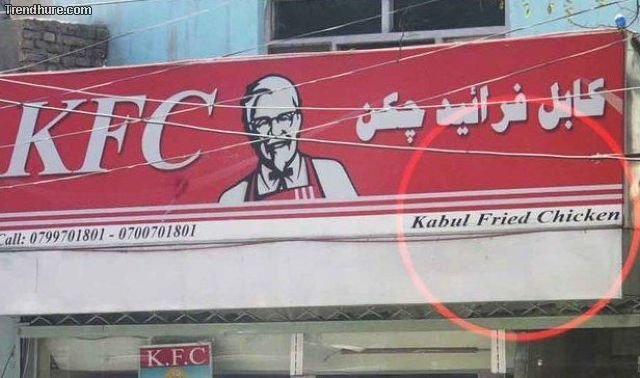 Trendhure.com
KFC
کابل فرائید چکن
Kabul Fried Chicken
Call: 0799701801 - 0700701801
K.F.C